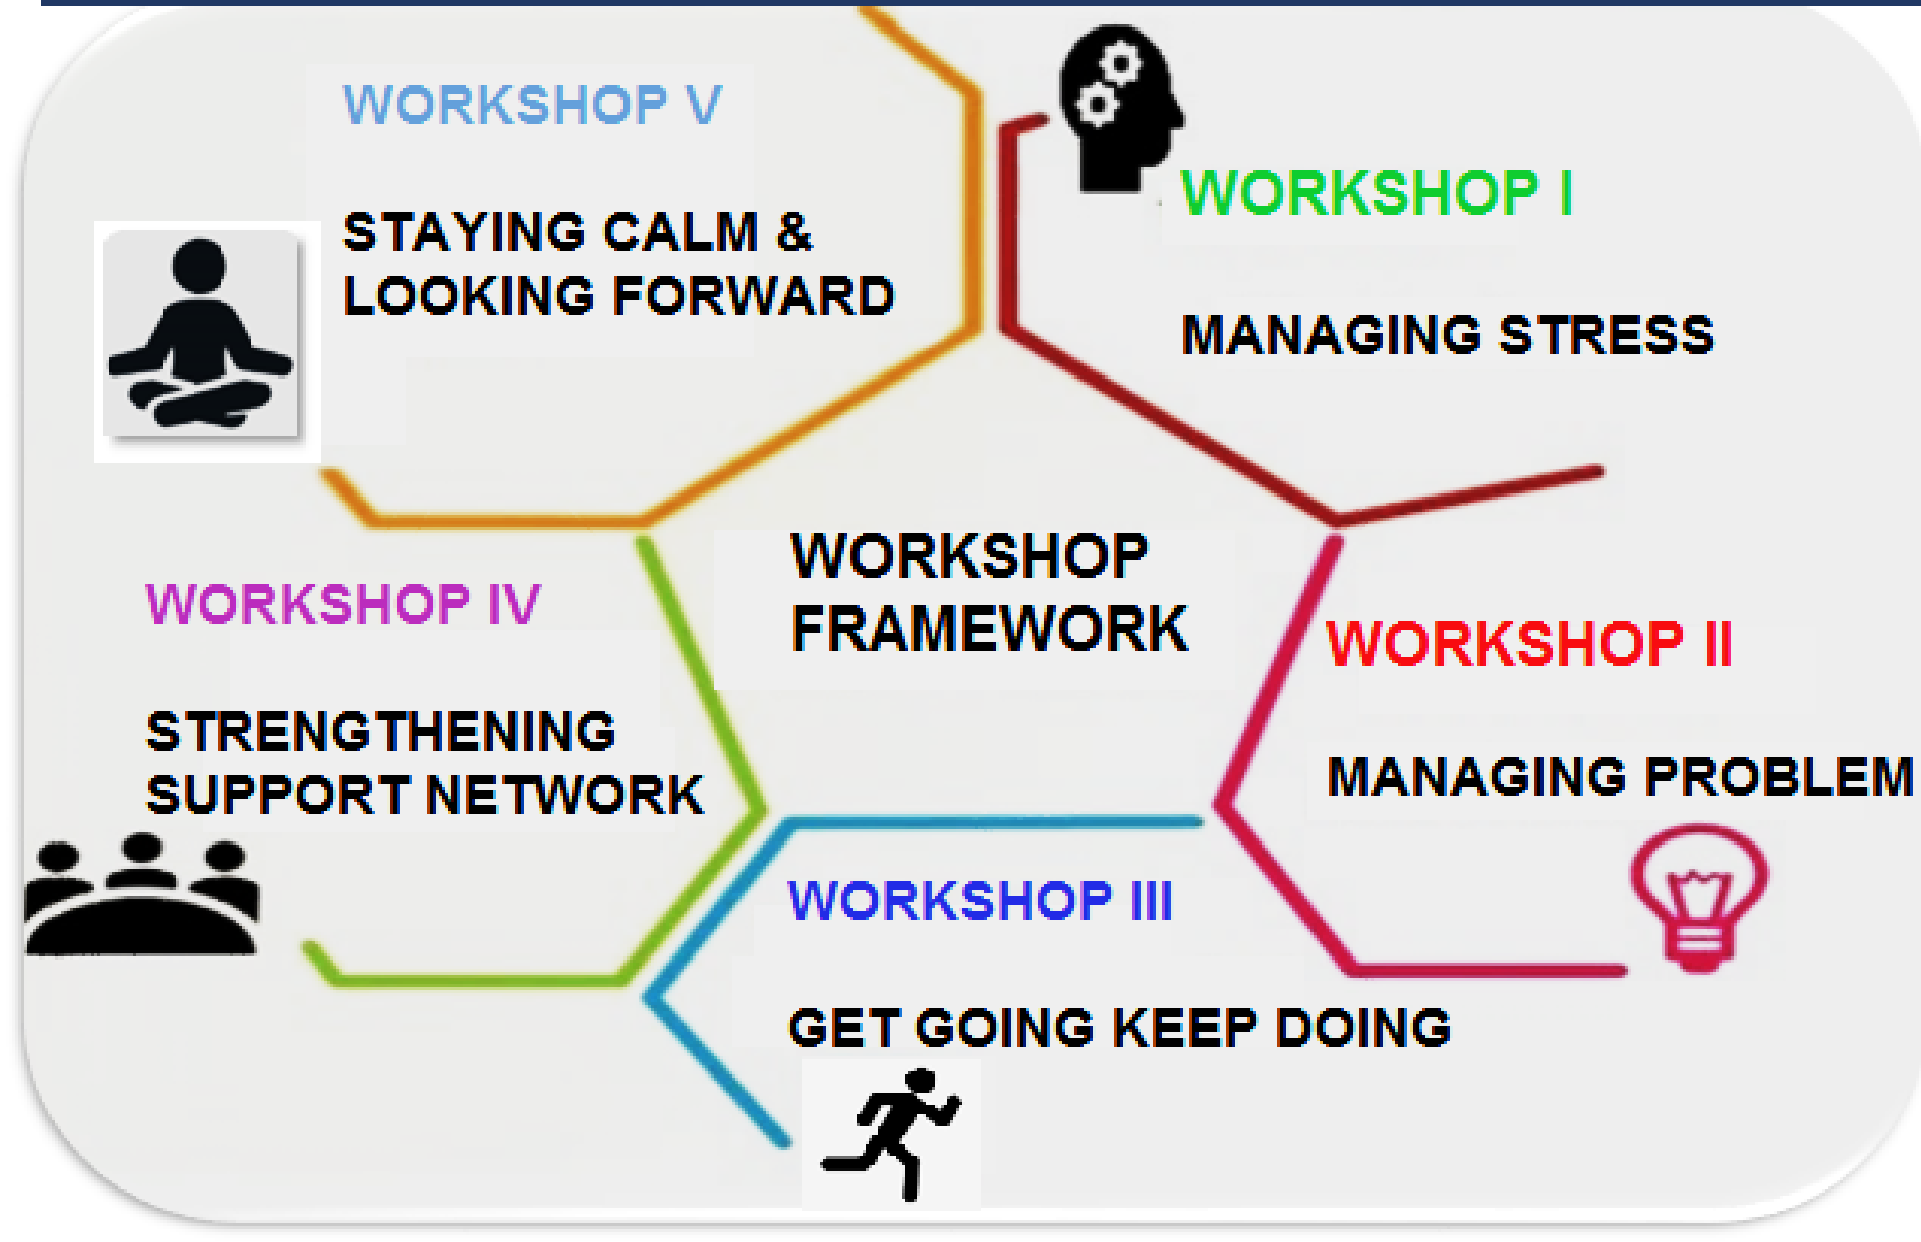 WORKSHOP V
STAYING CALM &
LOOKING FORWARD
WORKSHOP I
MANAGING STRESS
WORKSHOP
FRAMEWORK
WORKSHOP IV
STRENGTHENING
SUPPORT NETWORK
WORKSHOP II
MANAGING PROBLEM
WORKSHOP III
GET GOING KEEP DOING